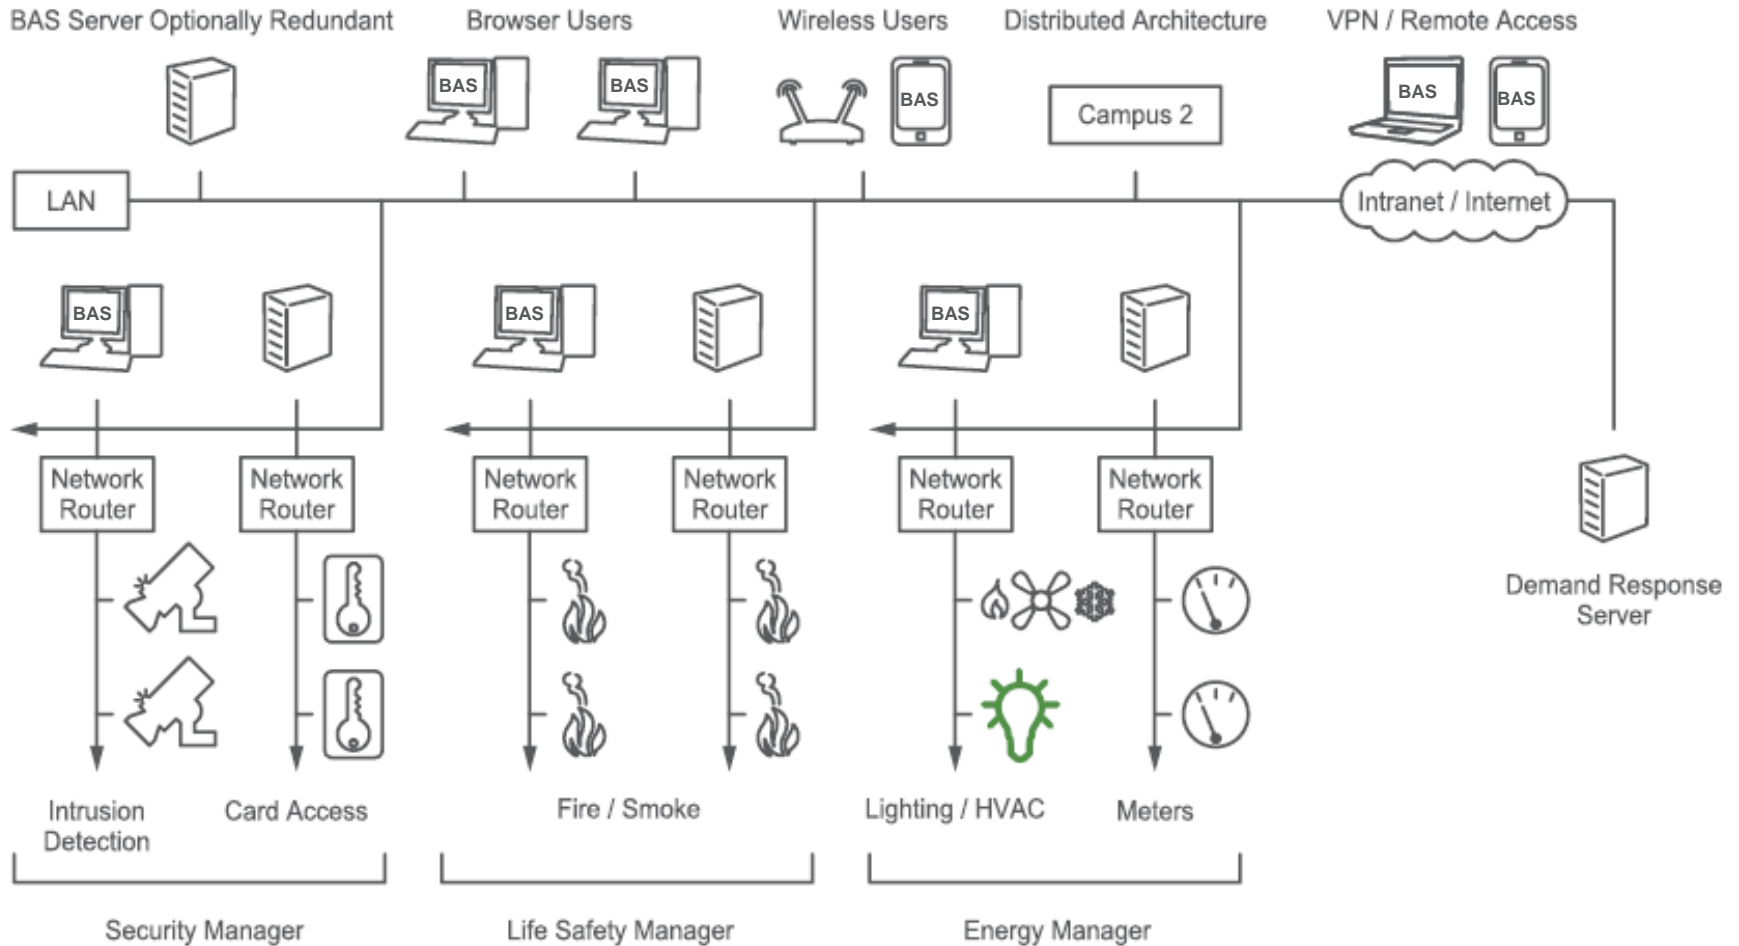 BAS Server Optionally Redundant
Browser Users
Wireless Users
Distributed Architecture
VPN / Remote Access
BAS
BAS
BAS
Campus 2
BAS
BAS
LAN
Intranet / Internet
BAS
BAS
BAS
Network
Router
Network
Router
Network
Router
Network
Router
Network
Router
Network
Router
Demand Response
Server
Intrusion
Detection
Card Access
Fire / Smoke
Lighting / HVAC
Meters
Security Manager
Life Safety Manager
Energy Manager